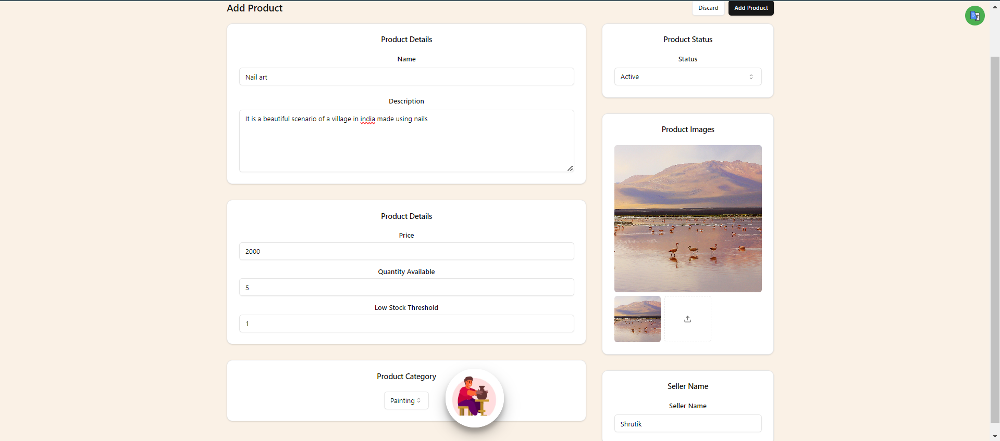 Add Product
Discard
Add Product
Product Details
Name
Nail art
Description
It is a beautiful scenario of a village in india made using nails
Product Details
Price
2000
Quantity Available
5
Low Stock Threshold
1
Product Category
Painting
Product Status
Status
Active
Product Images
Seller Name
Seller Name
Shrutik